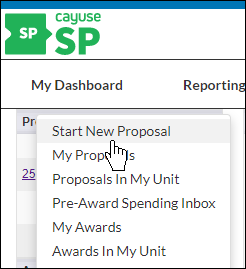 SP cayuse
SP
My Dashboard Reporting
Start New Proposal
My Proposals
25
Proposals In My Unit
Pre-Award Spending Inbox
My Awards
Awards In My Unit